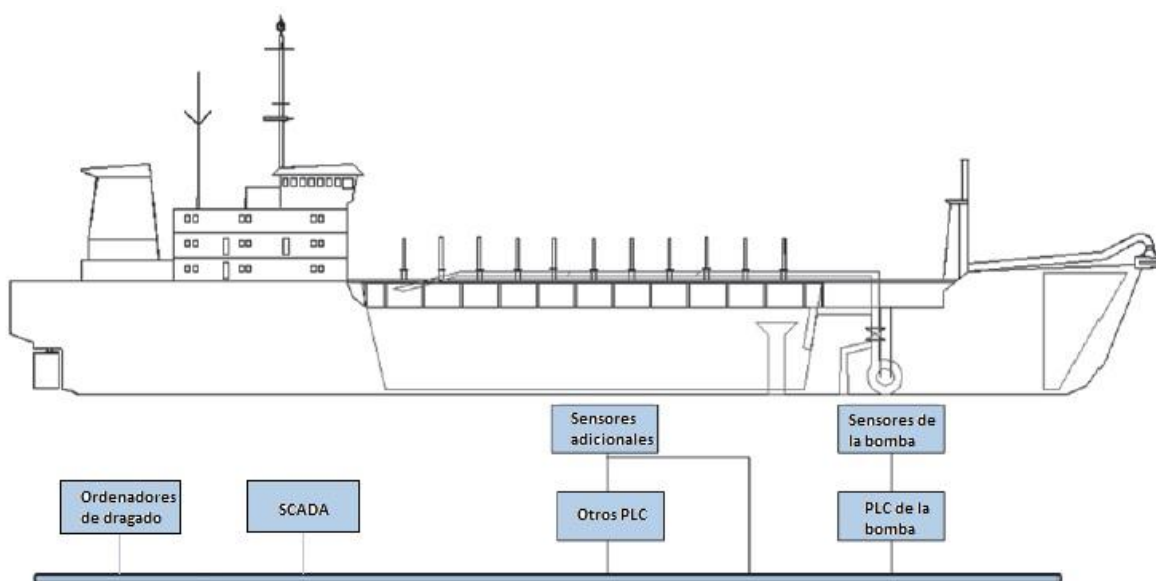 Sensores
adicionales
Sensores de
la bomba
Ordenadores
de dragado
SCADA
Otros PLC
PLC de la
bomba